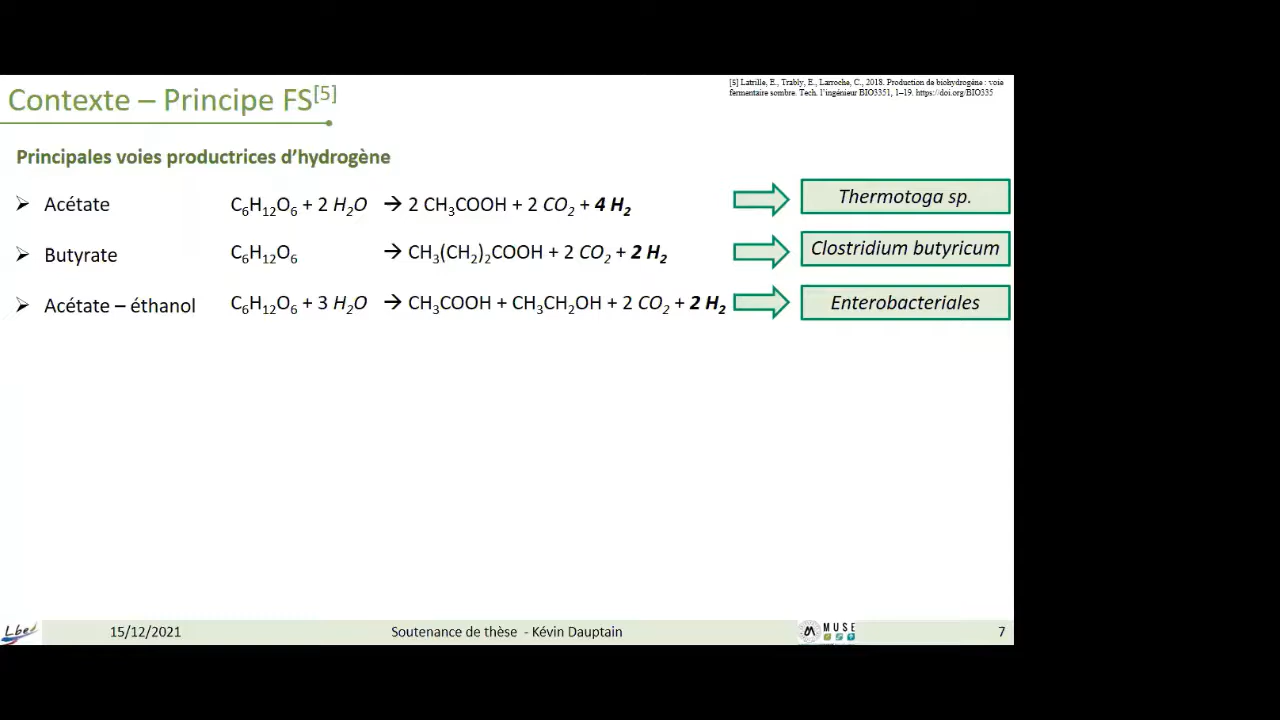 [5] Latrille, E., Trably, E., Larroche, C., 2018. Production de biohydrogène : voie
fermentaire sombre. Tech. l'ingénieur BIO3351, 1–19. https://doi.org/BIO335
Contexte – Principe FS[5]
Principales voies productrices d'hydrogène
➢ Acétate C₆H₁₂O₆ + 2 H₂O → 2 CH₃COOH + 2 CO₂ + 4 H₂ Thermotoga sp.
➢ Butyrate C₆H₁₂O₆ → CH₃(CH₂)₂COOH + 2 CO₂ + 2 H₂ Clostridium butyricum
➢ Acétate – éthanol C₆H₁₂O₆ + 3 H₂O → CH₃COOH + CH₃CH₂OH + 2 CO₂ + 2 H₂ Enterobacteriales
Lbe 15/12/2021 Soutenance de thèse - Kévin Dauptain MUSE 7